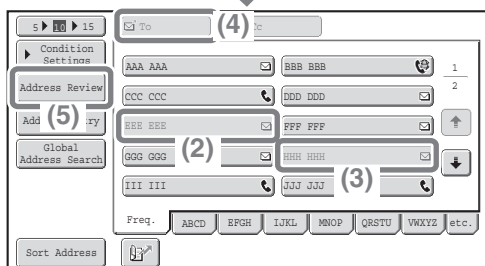 5 10 15
To
(4)
Cc
Condition
Settings
AAA AAA
BBB BBB
1
2
Address Review
CCC CCC
DDD DDD
(5)
EEE EEE
FFF FFF
(2)
Global
Address Search
GGG GGG
HHH HHH
(3)
III III
JJJ JJJ
Freq.
ABCD
EFGH
IJKL
MNOP
QRSTU
VWXYZ
etc.
Sort Address